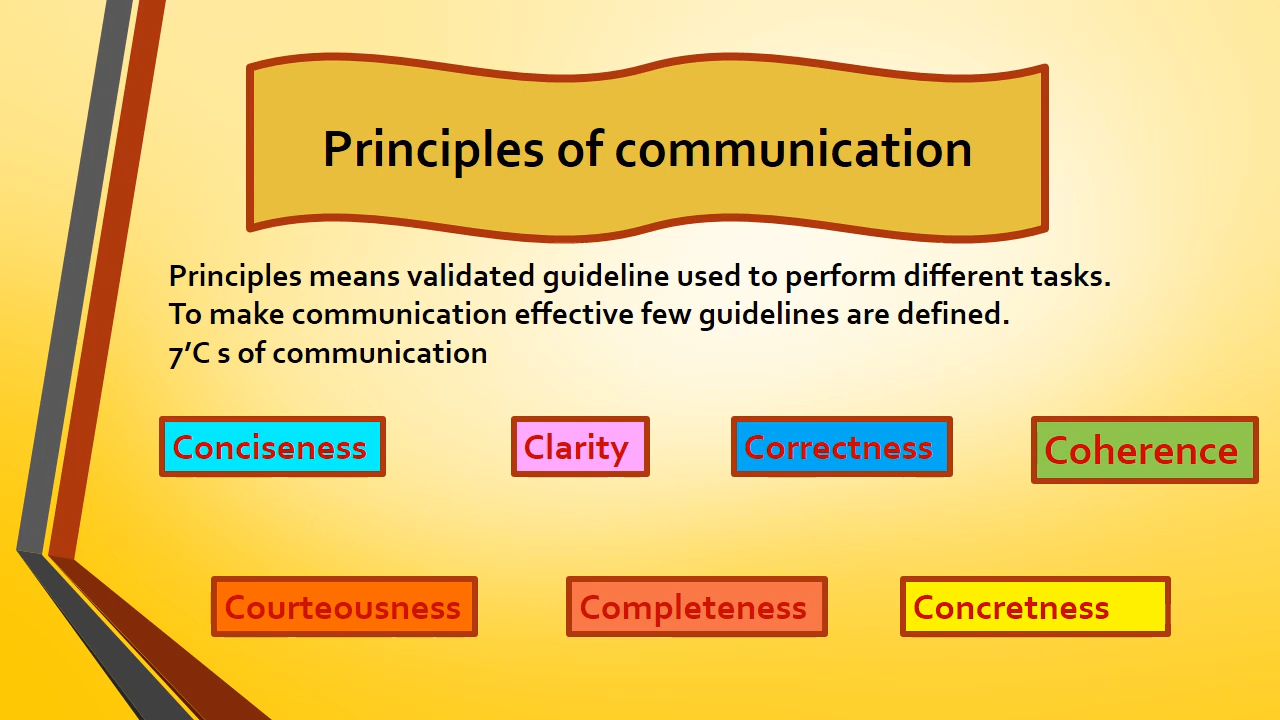 Principles of communication
Principles means validated guideline used to perform different tasks.
To make communication effective few guidelines are defined.
7’C s of communication
Conciseness
Clarity
Correctness
Coherence
Courteousness
Completeness
Concretness